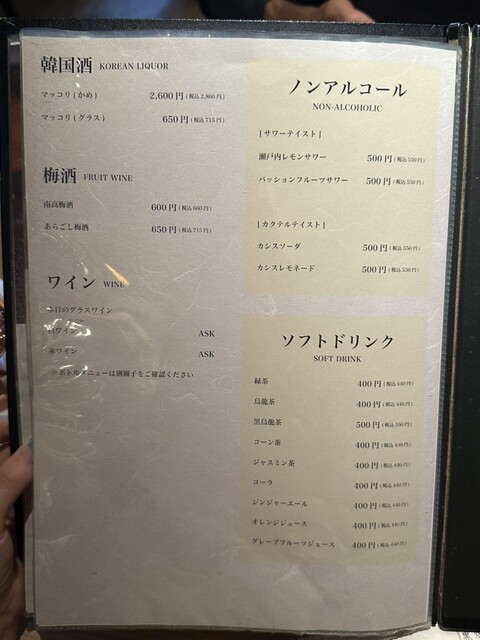 韓国酒 KOREAN LIQUOR
マッコリ(かめ) 2,600円(税込2,860円)
マッコリ(グラス) 650円(税込715円)
梅酒 FRUIT WINE
南高梅酒 600円(税込660円)
あらごし梅酒 650円(税込715円)
ワイン WINE
本日のグラスワイン
白ワイン ASK
赤ワイン ASK
※ボトルメニューは別冊子をご確認ください
ノンアルコール
NON-ALCOHOLIC
[サワーテイスト]
瀬戸内レモンサワー 500円(税込550円)
パッションフルーツサワー 500円(税込550円)
[カクテルテイスト]
カシスソーダ 500円(税込550円)
カシスレモネード 500円(税込550円)
ソフトドリンク
SOFT DRINK
緑茶 400円(税込440円)
烏龍茶 400円(税込440円)
黒烏龍茶 500円(税込550円)
コーン茶 400円(税込440円)
ジャスミン茶 400円(税込440円)
コーラ 400円(税込440円)
ジンジャーエール 400円(税込440円)
オレンジジュース 400円(税込440円)
グレープフルーツジュース 400円(税込440円)